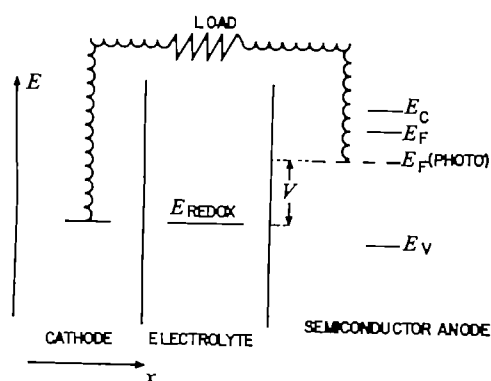 LOAD
E
E_C
E_F
E_F(PHOTO)
V
E_REDOX
E_V
CATHODE
ELECTROLYTE
SEMICONDUCTOR ANODE
x